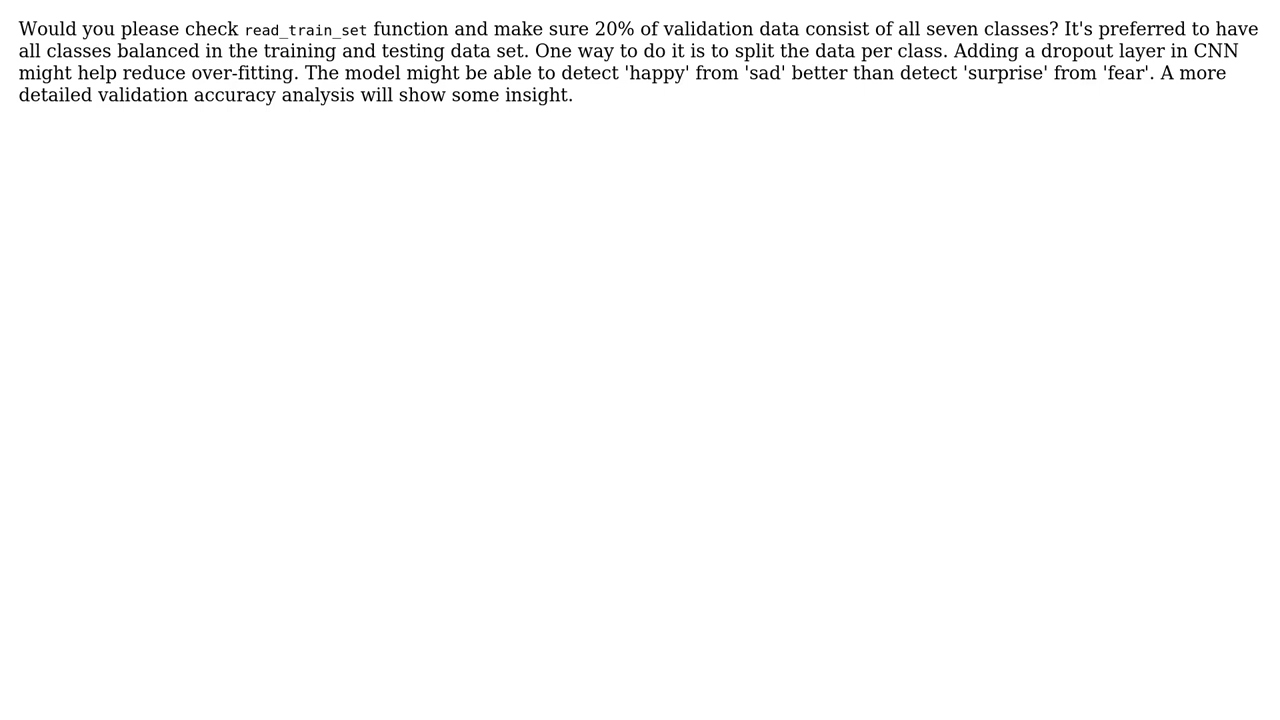 Would you please check read_train_set function and make sure 20% of validation data consist of all seven classes? It's preferred to have
all classes balanced in the training and testing data set. One way to do it is to split the data per class. Adding a dropout layer in CNN
might help reduce over-fitting. The model might be able to detect 'happy' from 'sad' better than detect 'surprise' from 'fear'. A more
detailed validation accuracy analysis will show some insight.